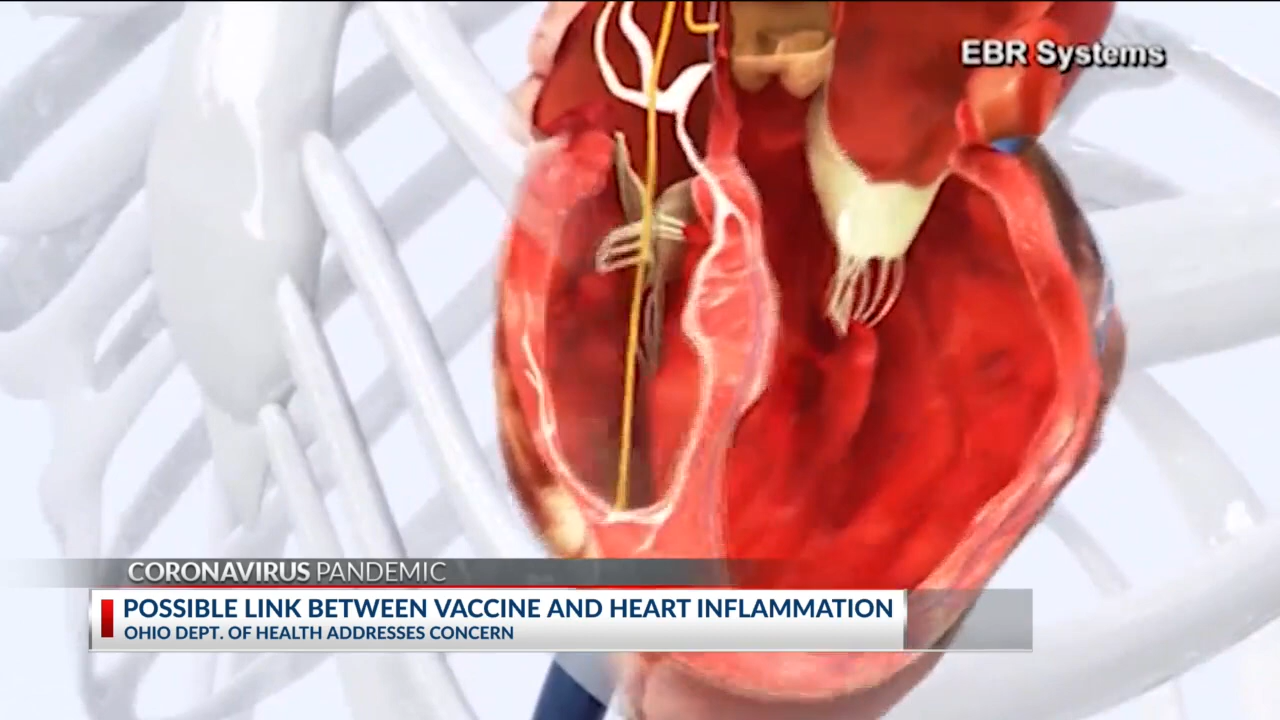 EBR Systems
CORONAVIRUS PANDEMIC
POSSIBLE LINK BETWEEN VACCINE AND HEART INFLAMMATION
OHIO DEPT. OF HEALTH ADDRESSES CONCERN